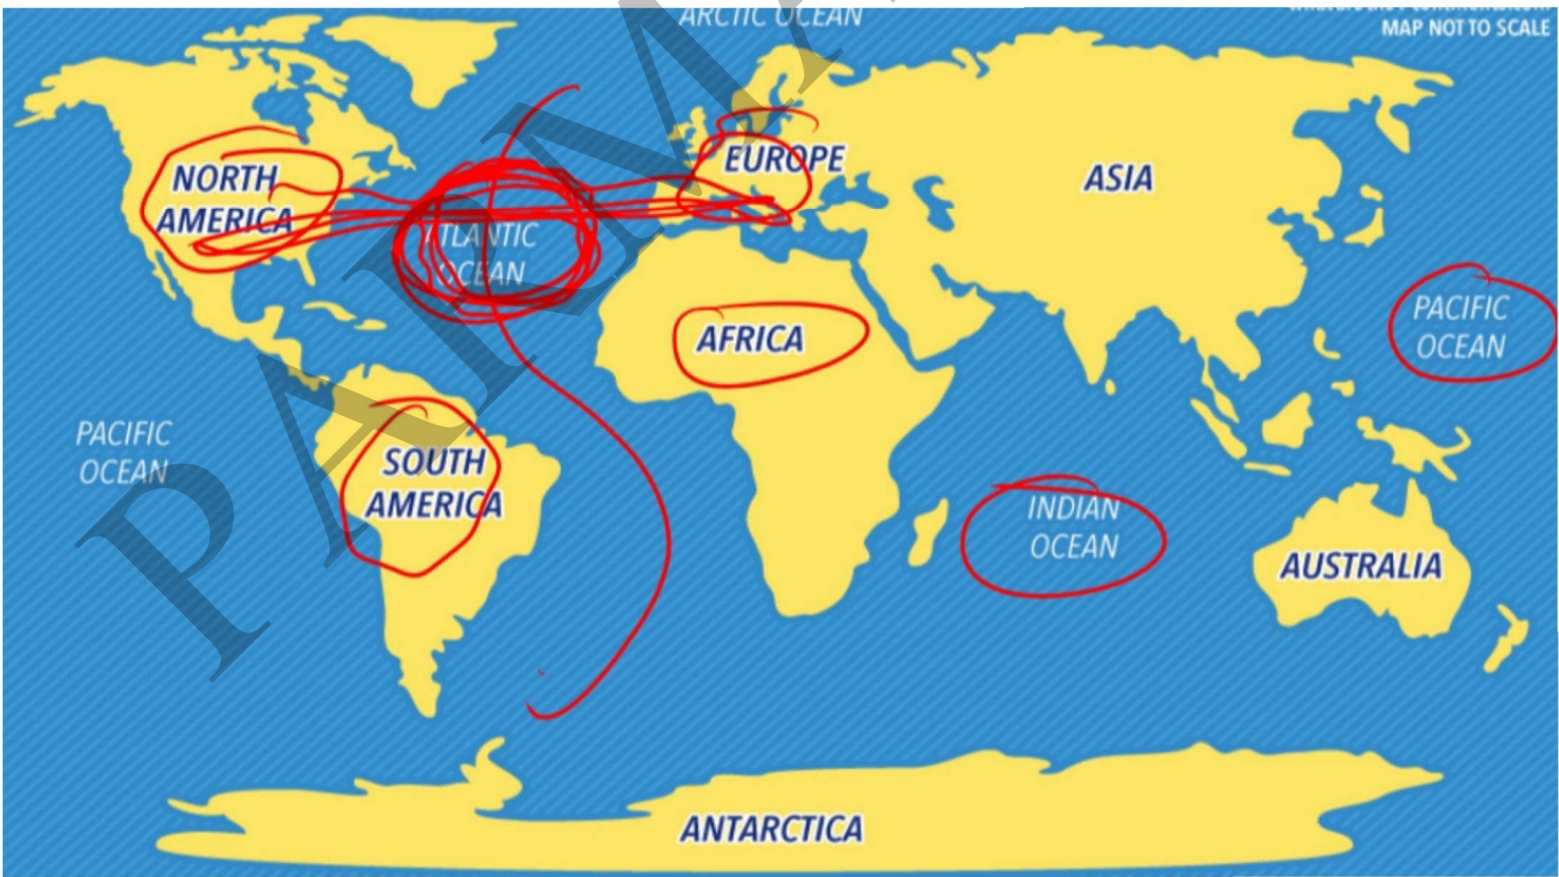 ARCTIC OCEAN
MAP NOT TO SCALE
NORTH
AMERICA
EUROPE
ASIA
ATLANTIC
OCEAN
PACIFIC
OCEAN
AFRICA
PACIFIC
OCEAN
SOUTH
AMERICA
INDIAN
OCEAN
AUSTRALIA
ANTARCTICA